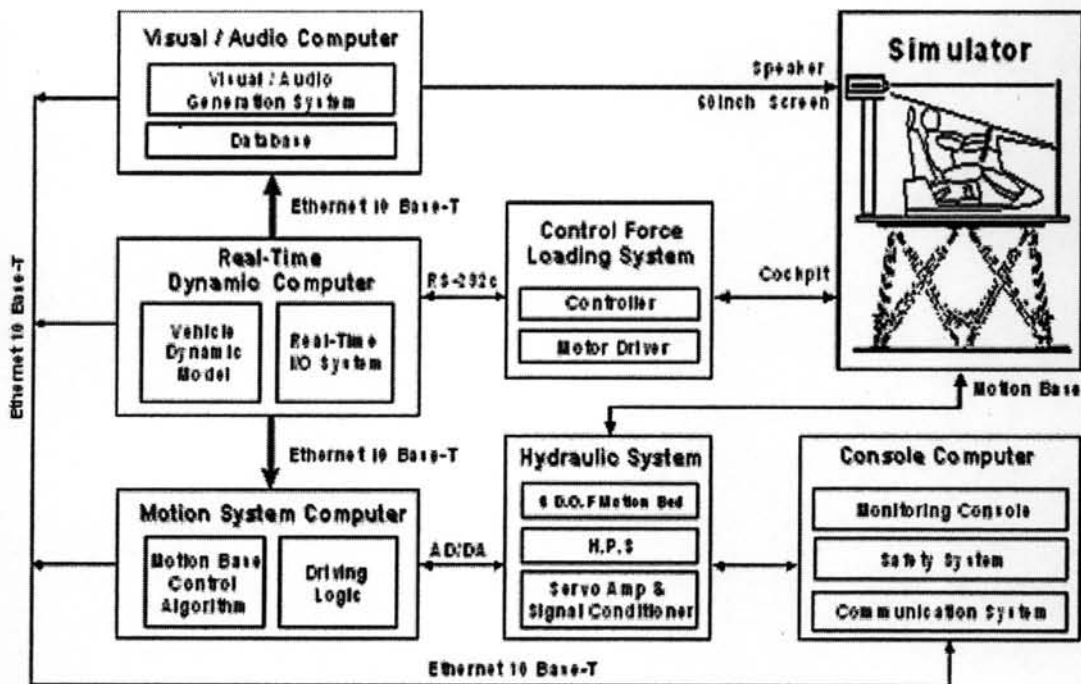 Visual / Audio Computer
Visual / Audio
Generation System
Database
Speaker
60inch Screen
Simulator
Ethernet 10 Base-T
Real-Time
Dynamic Computer
Vehicle
Dynamic
Model
Real-Time
I/O System
RS-232c
Control Force
Loading System
Controller
Motor Driver
Cockpit
Motion Base
Ethernet 10 Base-T
Ethernet 10 Base-T
Motion System Computer
Motion Base
Control
Algorithm
Driving
Logic
AD/DA
Hydraulic System
6 D.O.F Motion Bed
H.P.S
Servo Amp &
Signal Conditioner
Console Computer
Monitoring Console
Safety System
Communication System
Ethernet 10 Base-T